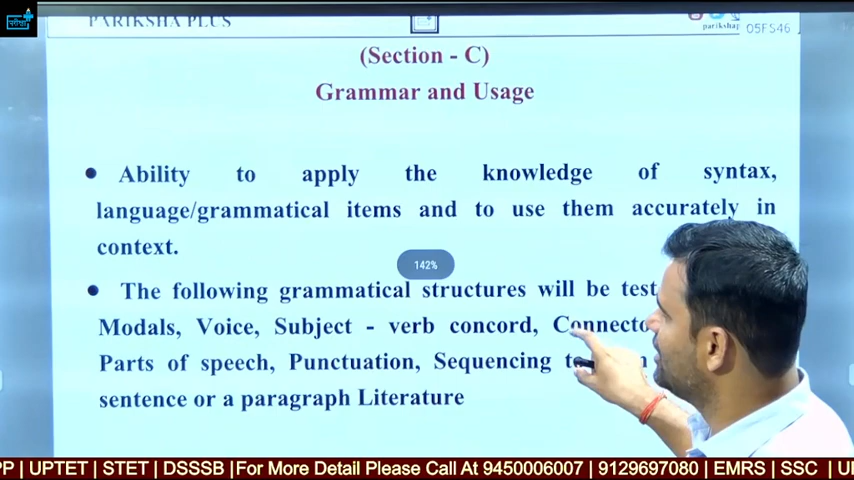 PARIKSHA PLUS
05FS46
(Section - C)
Grammar and Usage
Ability to apply the knowledge of syntax,
language/grammatical items and to use them accurately in
context.
142%
The following grammatical structures will be
Modals, Voice, Subject - verb concord,
Parts of speech, Punctuation, Sequencing
sentence or a paragraph Literature
| UPTET | STET | DSSSB |For More Detail Please Call At 9450006007 | 9129697080 | EMRS | SSC |